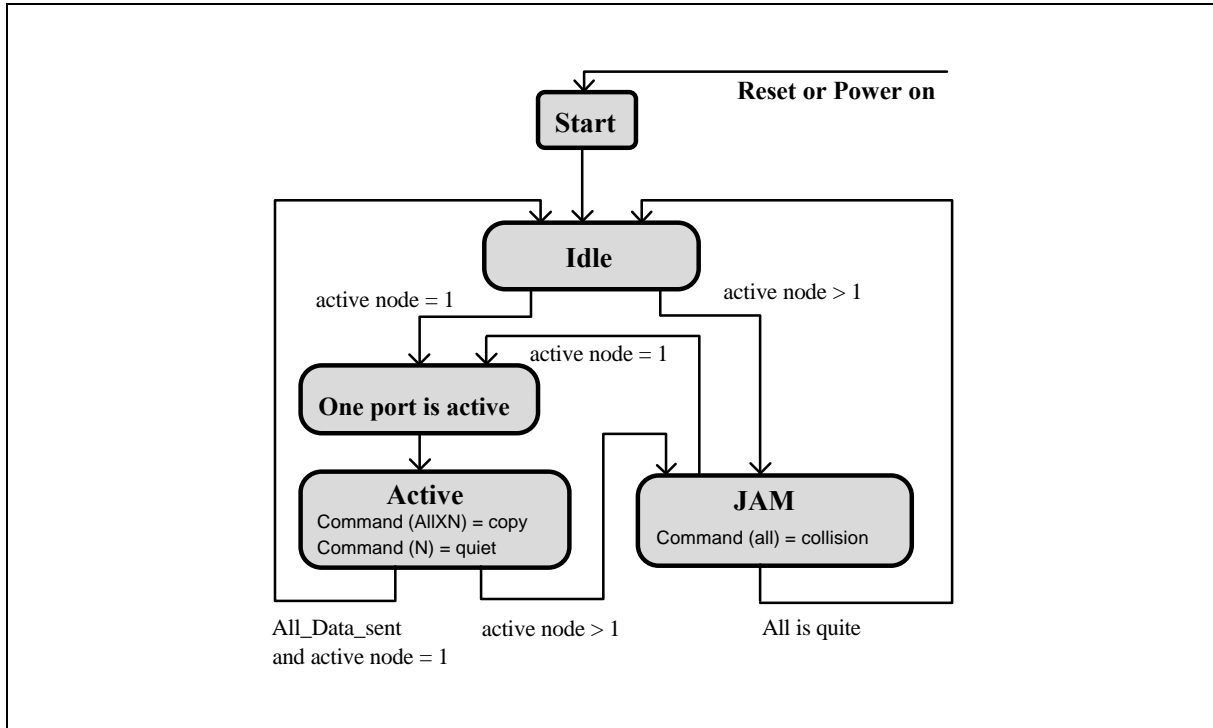 Reset or Power on
Start
Idle
active node = 1
active node > 1
active node = 1
One port is active
Active
Command (AllXN) = copy
Command (N) = quiet
JAM
Command (all) = collision
All_Data_sent
and active node = 1
active node > 1
All is quite